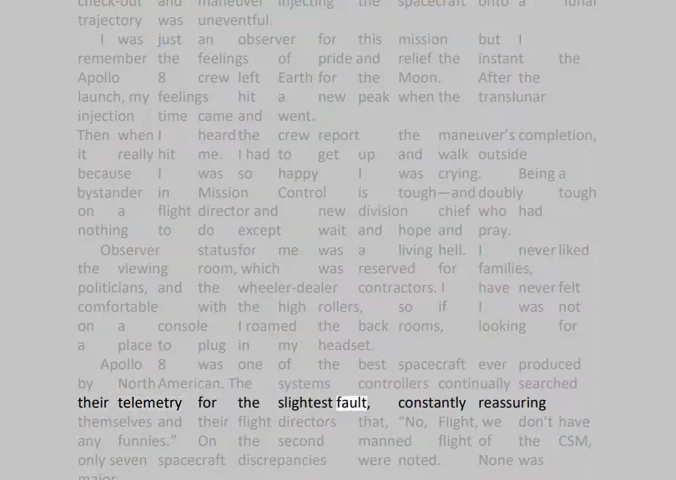 check-out and maneuver injecting the spacecraft onto a lunar
trajectory was uneventful.
I was just an observer for this mission but I
remember the feelings of pride and relief the instant the
Apollo 8 crew left Earth for the Moon. After the
launch, my feelings hit a new peak when the translunar
injection time came and went.
Then when I heard the crew report the maneuver's completion,
it really hit me. I had to get up and walk outside
because I was so happy I was crying. Being a
bystander in Mission Control is tough—and doubly tough
on a flight director and new division chief who had
nothing to do except wait and hope and pray.
Observer status for me was a living hell. I never liked
the viewing room, which was reserved for families,
politicians, and the wheeler-dealer contractors. I have never felt
comfortable with the high rollers, so if I was not
on a console I roamed the back rooms, looking for
a place to plug in my headset.
Apollo 8 was one of the best spacecraft ever produced
by North American. The systems controllers continually searched
their telemetry for the slightest fault, constantly reassuring
themselves and their flight directors that, “No, Flight, we don't have
any funnies.” On the second manned flight of the CSM,
only seven spacecraft discrepancies were noted. None was
major.